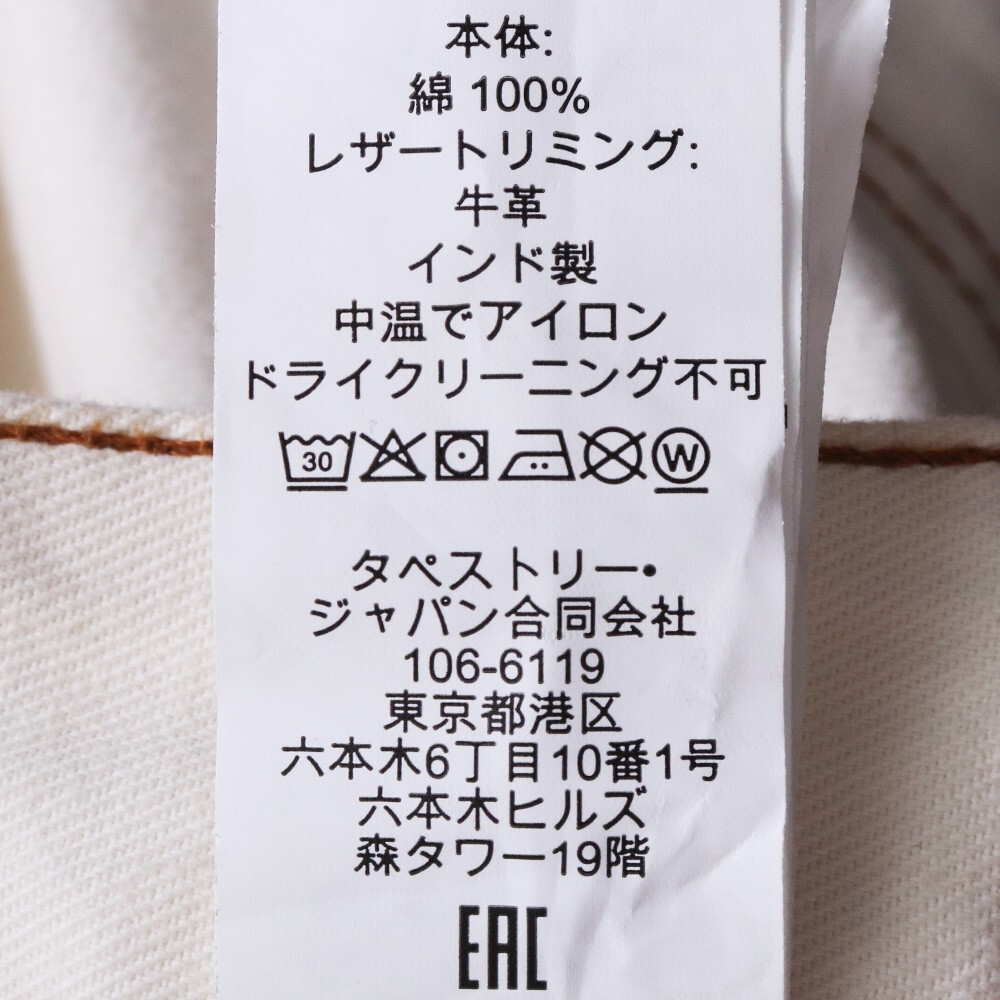 本体:
綿 100%
レザートリミング:
牛革
インド製
中温でアイロン
ドライクリーニング不可
30 W
タペストリー・
ジャパン合同会社
106-6119
東京都港区
六本木6丁目10番1号
六本木ヒルズ
森タワー19階
EAC